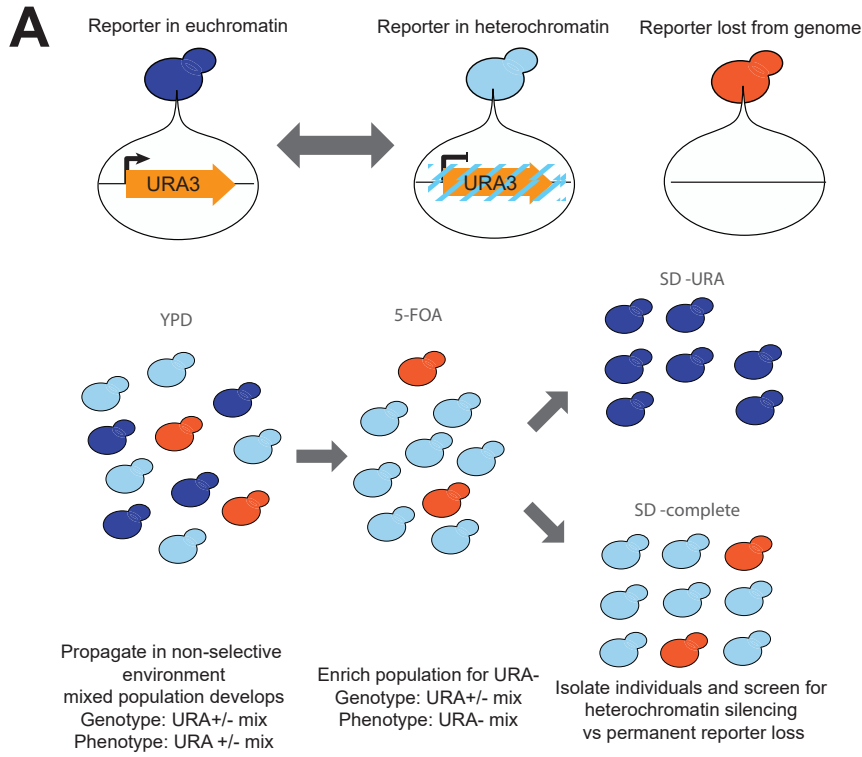 A
Reporter in euchromatin
Reporter in heterochromatin
Reporter lost from genome
URA3
URA3
YPD
5-FOA
SD -URA
SD -complete
Propagate in non-selective
environment
mixed population develops
Genotype: URA+/- mix
Phenotype: URA +/- mix
Enrich population for URA-
Genotype: URA+/- mix
Phenotype: URA- mix
Isolate individuals and screen for
heterochromatin silencing
vs permanent reporter loss